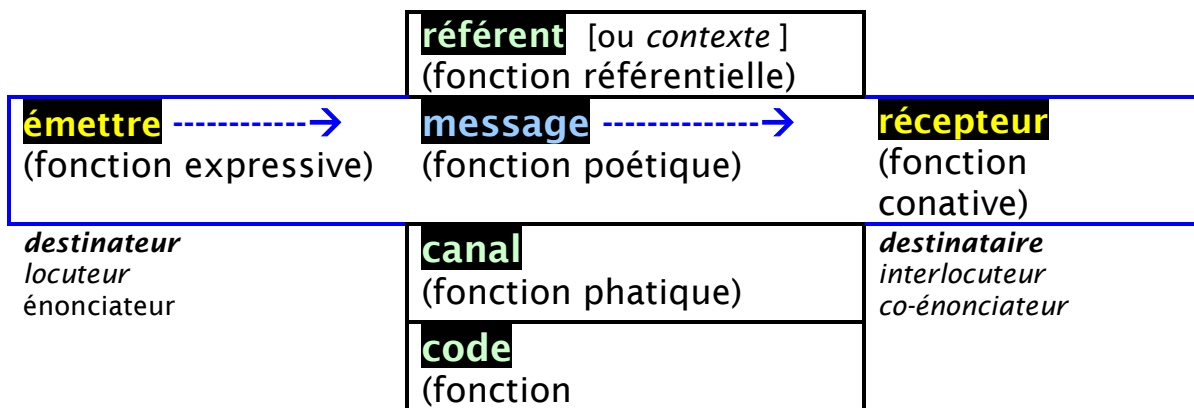 référent [ou contexte ]
(fonction référentielle)
émettre ------------→ message --------------→ récepteur
(fonction expressive) (fonction poétique) (fonction
conative)
destinateur
locuteur
énonciateur
canal
(fonction phatique)
destinataire
interlocuteur
co-énonciateur
code
(fonction